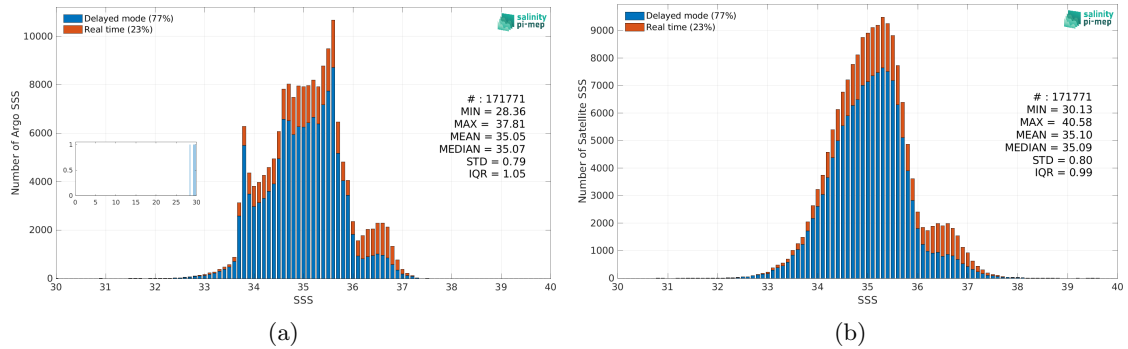 Delayed mode (77%)
Real time (23%)
salinity
pi-mep
10000
8000
6000
4000
2000
0
Number of Argo SSS
# : 171771
MIN = 28.36
MAX = 37.81
MEAN = 35.05
MEDIAN = 35.07
STD = 0.79
IQR = 1.05
1
0.5
0
0 5 10 15 20 25 30
30 31 32 33 34 35 36 37 38 39 40
SSS
(a)
Delayed mode (77%)
Real time (23%)
salinity
pi-mep
9000
8000
7000
6000
5000
4000
3000
2000
1000
0
Number of Satellite SSS
# : 171771
MIN = 30.13
MAX = 40.58
MEAN = 35.10
MEDIAN = 35.09
STD = 0.80
IQR = 0.99
30 31 32 33 34 35 36 37 38 39 40
SSS
(b)